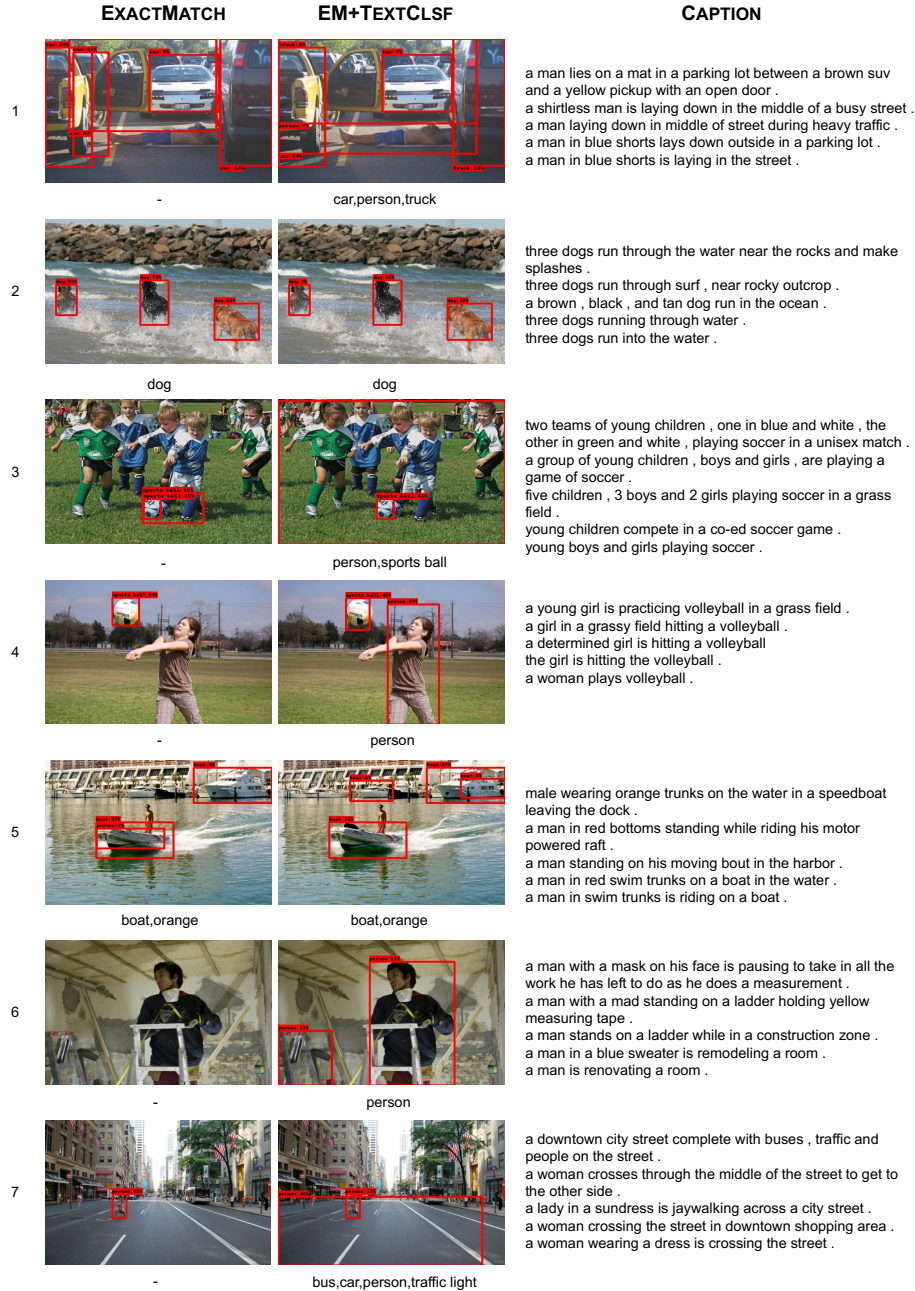 EXACTMATCH
EM+TEXTCLSF
CAPTION
1
a man lies on a mat in a parking lot between a brown suv
and a yellow pickup with an open door .
a shirtless man is laying down in the middle of a busy street .
a man laying down in middle of street during heavy traffic .
a man in blue shorts lays down outside in a parking lot .
a man in blue shorts is laying in the street .
-
car,person,truck
2
three dogs run through the water near the rocks and make
splashes .
three dogs run through surf , near rocky outcrop .
a brown , black , and tan dog run in the ocean .
three dogs running through water .
three dogs run into the water .
dog
dog
3
two teams of young children , one in blue and white , the
other in green and white , playing soccer in a unisex match .
a group of young children , boys and girls , are playing a
game of soccer .
five children , 3 boys and 2 girls playing soccer in a grass
field .
young children compete in a co-ed soccer game .
young boys and girls playing soccer .
-
person,sports ball
4
a young girl is practicing volleyball in a grass field .
a girl in a grassy field hitting a volleyball .
a determined girl is hitting a volleyball
the girl is hitting the volleyball .
a woman plays volleyball .
-
person
5
male wearing orange trunks on the water in a speedboat
leaving the dock .
a man in red bottoms standing while riding his motor
powered raft .
a man standing on his moving bout in the harbor .
a man in red swim trunks on a boat in the water .
a man in swim trunks is riding on a boat .
boat,orange
boat,orange
6
a man with a mask on his face is pausing to take in all the
work he has left to do as he does a measurement .
a man with a mad standing on a ladder holding yellow
measuring tape .
a man stands on a ladder while in a construction zone .
a man in a blue sweater is remodeling a room .
a man is renovating a room .
-
person
7
a downtown city street complete with buses , traffic and
people on the street .
a woman crosses through the middle of the street to get to
the other side .
a lady in a sundress is jaywalking across a city street .
a woman crossing the street in downtown shopping area .
a woman wearing a dress is crossing the street .
-
bus,car,person,traffic light